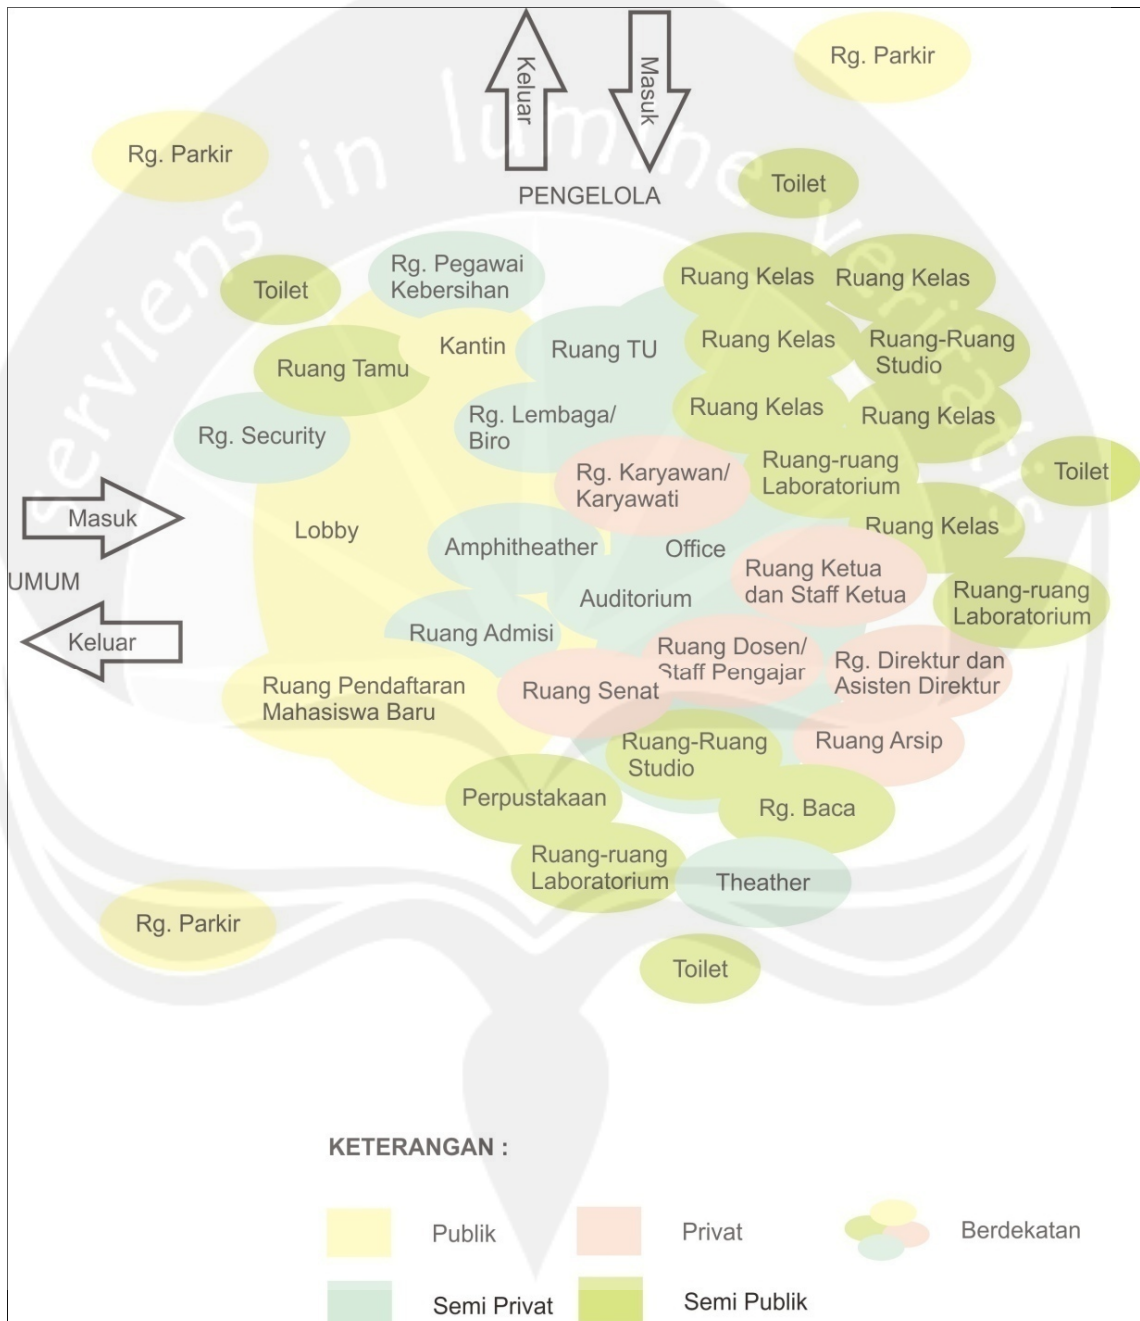 Keluar
Masuk
Rg. Parkir
Rg. Parkir
PENGELOLA
Toilet
serviens in lumine veritatis
Rg. Pegawai
Kebersihan
Toilet
Ruang Kelas
Ruang Kelas
Kantin
Ruang TU
Ruang Kelas
Ruang-Ruang
Studio
Ruang Tamu
Ruang Kelas
Ruang Kelas
Rg. Security
Rg. Lembaga/
Biro
Rg. Karyawan/
Karyawati
Ruang-ruang
Laboratorium
Toilet
Masuk
Lobby
Amphitheather
Office
Ruang Kelas
UMUM
Auditorium
Ruang Ketua
dan Staff Ketua
Ruang-ruang
Laboratorium
Keluar
Ruang Admisi
Ruang Dosen/
Staff Pengajar
Rg. Direktur dan
Asisten Direktur
Ruang Pendaftaran
Mahasiswa Baru
Ruang Senat
Ruang-Ruang
Studio
Ruang Arsip
Perpustakaan
Rg. Baca
Ruang-ruang
Laboratorium
Theather
Rg. Parkir
Toilet
KETERANGAN :
Publik
Privat
Berdekatan
Semi Privat
Semi Publik